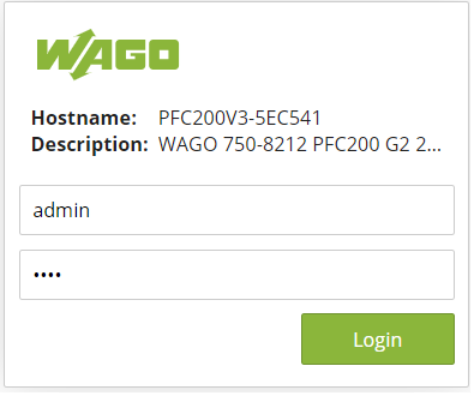 WAGO
Hostname: PFC200V3-5EC541
Description: WAGO 750-8212 PFC200 G2 2...
admin
••••
Login